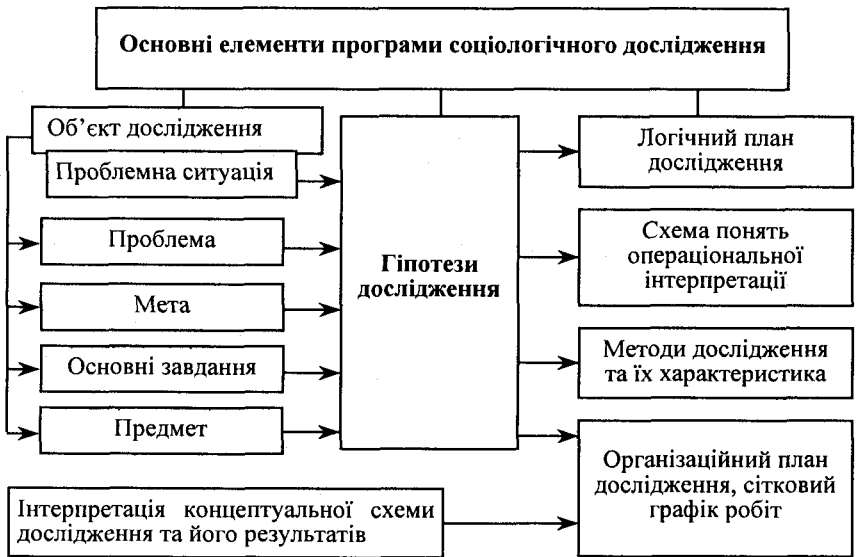 Основні елементи програми соціологічного дослідження
Об’єкт дослідження
Проблемна ситуація
Проблема
Мета
Основні завдання
Предмет
Гіпотези
дослідження
Логічний план
дослідження
Схема понять
операціональної
інтерпретації
Методи дослідження
та їх характеристика
Організаційний план
дослідження, сітковий
графік робіт
Інтерпретація концептуальної схеми
дослідження та його результатів